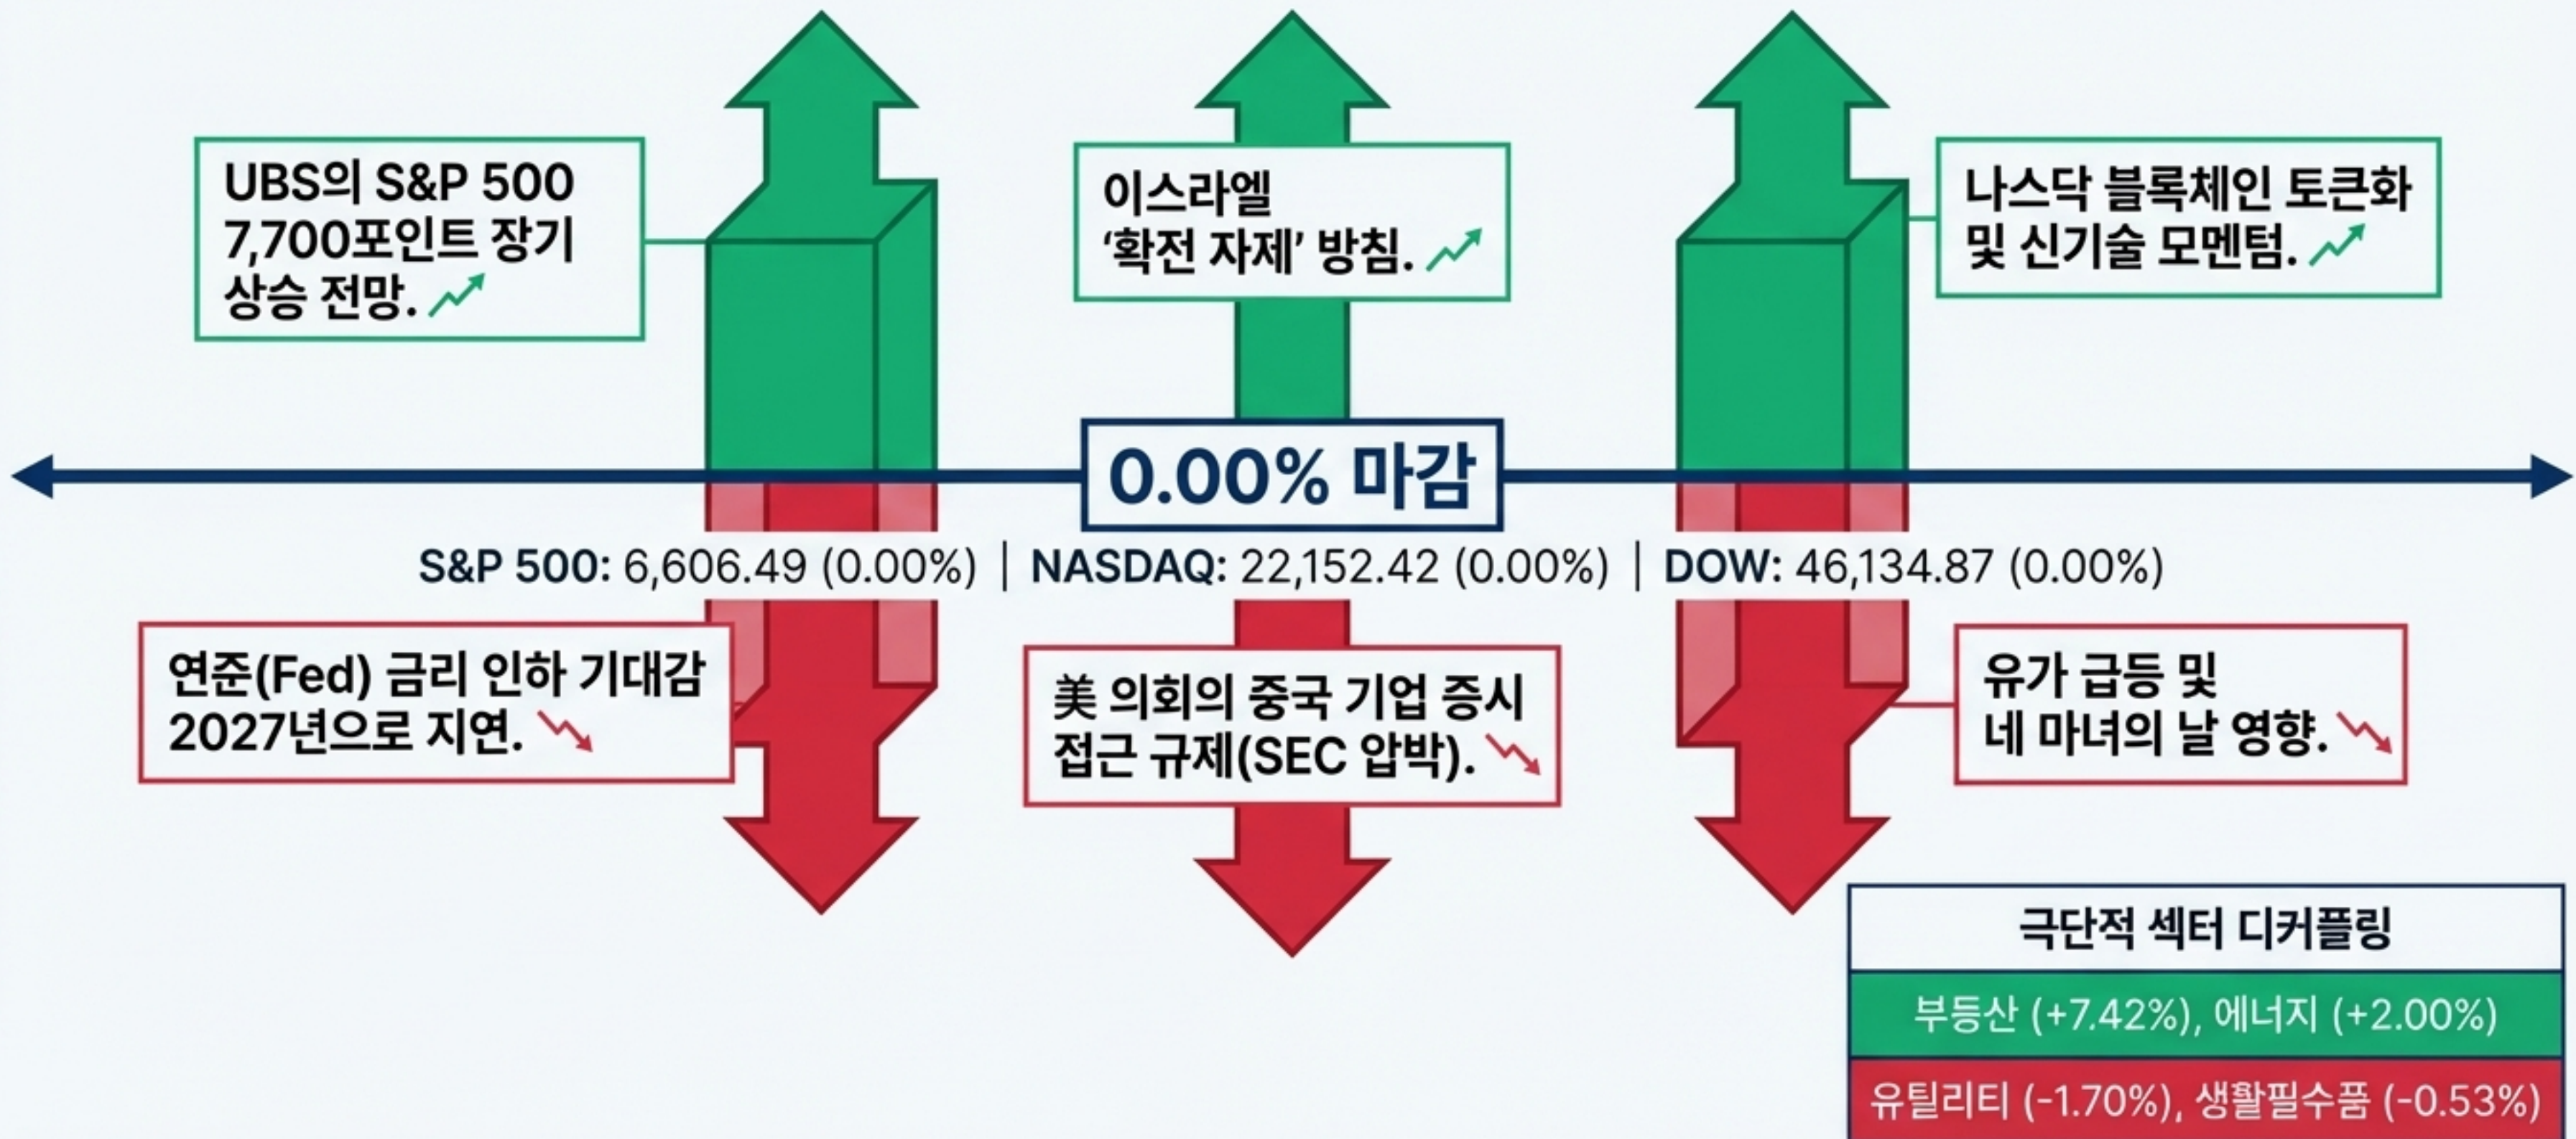 UBS의 S&P 500
7,700포인트 장기
상승 전망.
이스라엘
‘확전 자제’ 방침.
나스닥 블록체인 토큰화
및 신기술 모멘텀.
0.00% 마감
S&P 500: 6,606.49 (0.00%) | NASDAQ: 22,152.42 (0.00%) | DOW: 46,134.87 (0.00%)
연준(Fed) 금리 인하 기대감
2027년으로 지연.
美 의회의 중국 기업 증시
접근 규제(SEC 압박).
유가 급등 및
네 마녀의 날 영향.
극단적 섹터 디커플링
부등산 (+7.42%), 에너지 (+2.00%)
유틸리티 (-1.70%), 생활필수품 (-0.53%)